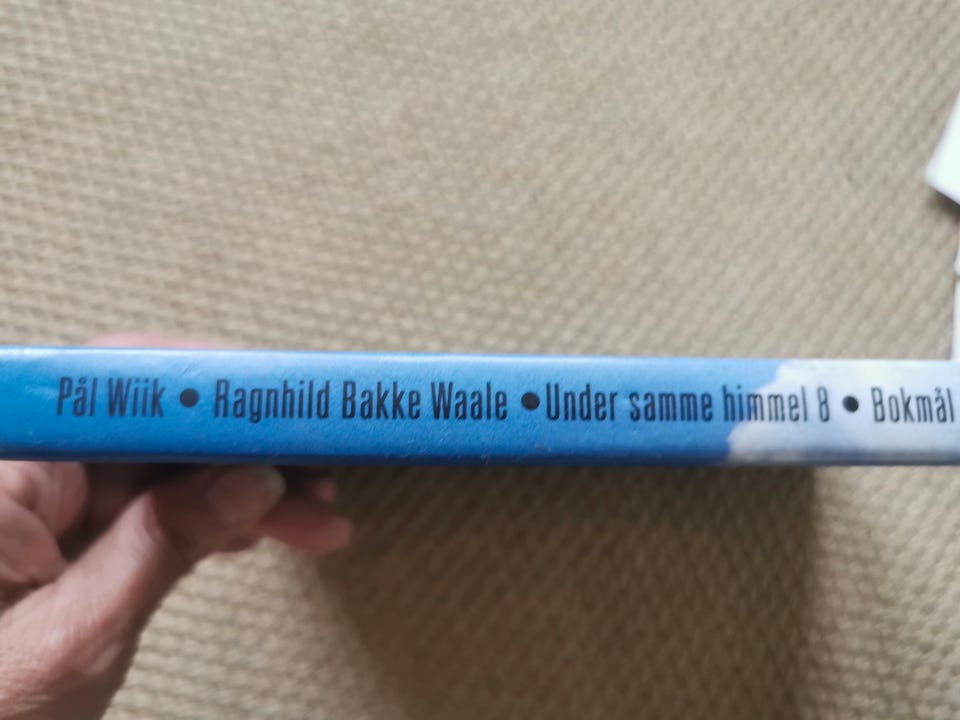 Pål Wiik • Ragnhild Bakke Waale • Under samme himmel 8 • Bokmål